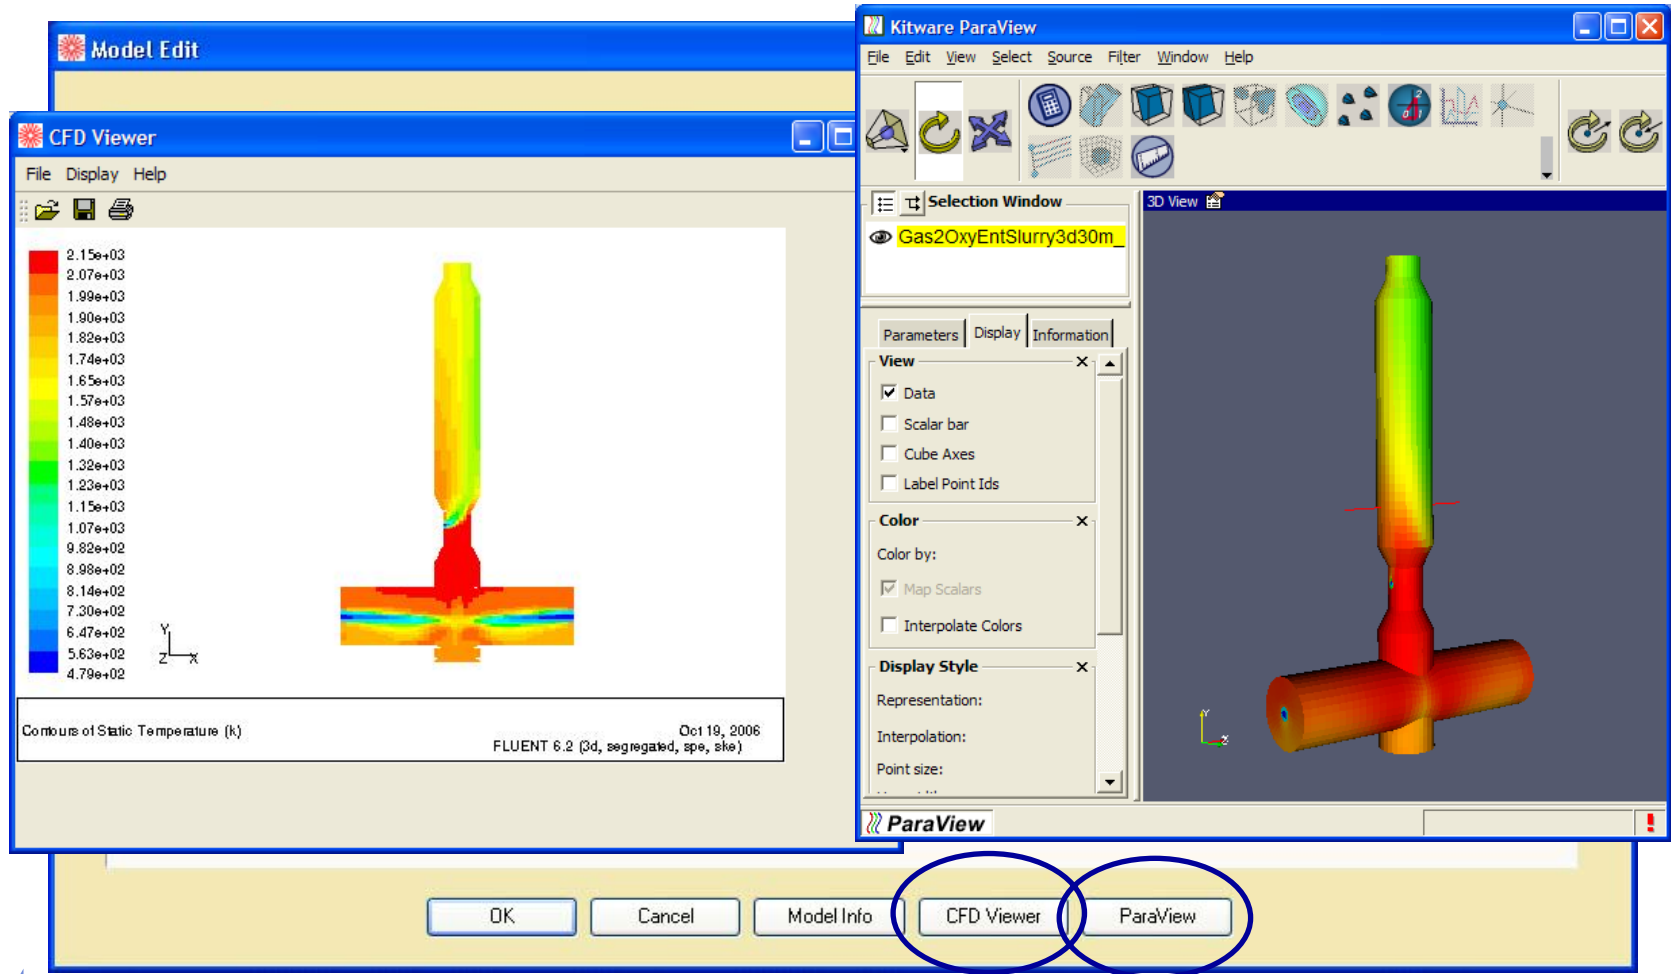 Model Edit
CFD Viewer
File Display Help
2.15e+03
2.07e+03
1.99e+03
1.90e+03
1.82e+03
1.74e+03
1.65e+03
1.57e+03
1.48e+03
1.40e+03
1.32e+03
1.23e+03
1.15e+03
1.07e+03
9.82e+02
8.98e+02
8.14e+02
7.30e+02
6.47e+02
5.63e+02
4.79e+02
Y
Z X
Contours of Static Temperature (k)
Oct 19, 2006
FLUENT 6.2 (3d, segregated, spe, ske)
Kitware ParaView
File Edit View Select Source Filter Window Help
Selection Window
Gas2OxyEntSlurry3d30m_
Parameters Display Information
View
Data
Scalar bar
Cube Axes
Label Point Ids
Color
Color by:
Map Scalars
Interpolate Colors
Display Style
Representation:
Interpolation:
Point size:
3D View
Y
ParaView
OK Cancel Model Info CFD Viewer ParaView